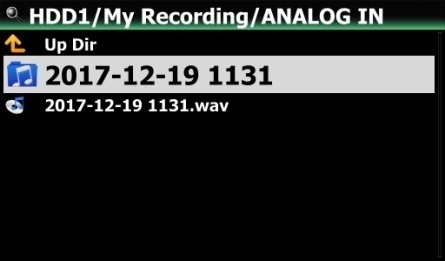 HDD1/My Recording/ANALOG IN
Up Dir
2017-12-19 1131
2017-12-19 1131.wav